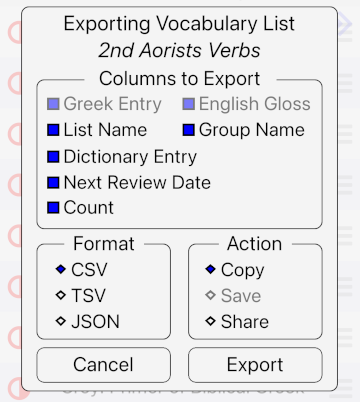 Exporting Vocabulary List
2nd Aorists Verbs
Columns to Export
Greek Entry English Gloss
List Name Group Name
Dictionary Entry
Next Review Date
Count
Format Action
CSV Copy
TSV Save
JSON Share
Cancel Export